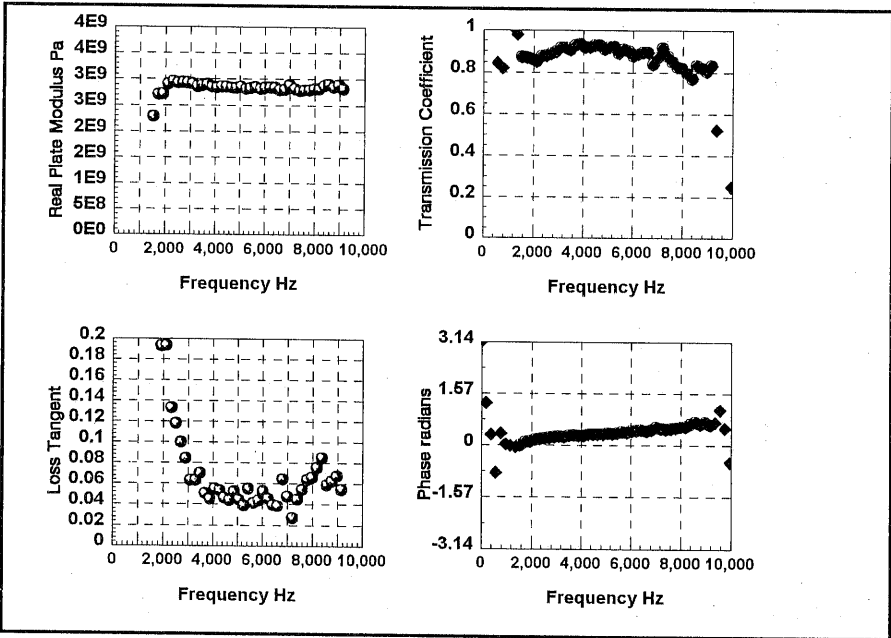 4E9
3E9
3E9
2E9
2E9
1E9
5E8
0E0
Real Plate Modulus Pa
0 2,000 4,000 6,000 8,000 10,000
Frequency Hz
1
0.8
0.6
0.4
0.2
0
Transmission Coefficient
0 2,000 4,000 6,000 8,000 10,000
Frequency Hz
0.2
0.18
0.16
0.14
0.12
0.1
0.08
0.06
0.04
0.02
0
Loss Tangent
0 2,000 4,000 6,000 8,000 10,000
Frequency Hz
3.14
1.57
0
-1.57
-3.14
Phase radians
0 2,000 4,000 6,000 8,000 10,000
Frequency Hz